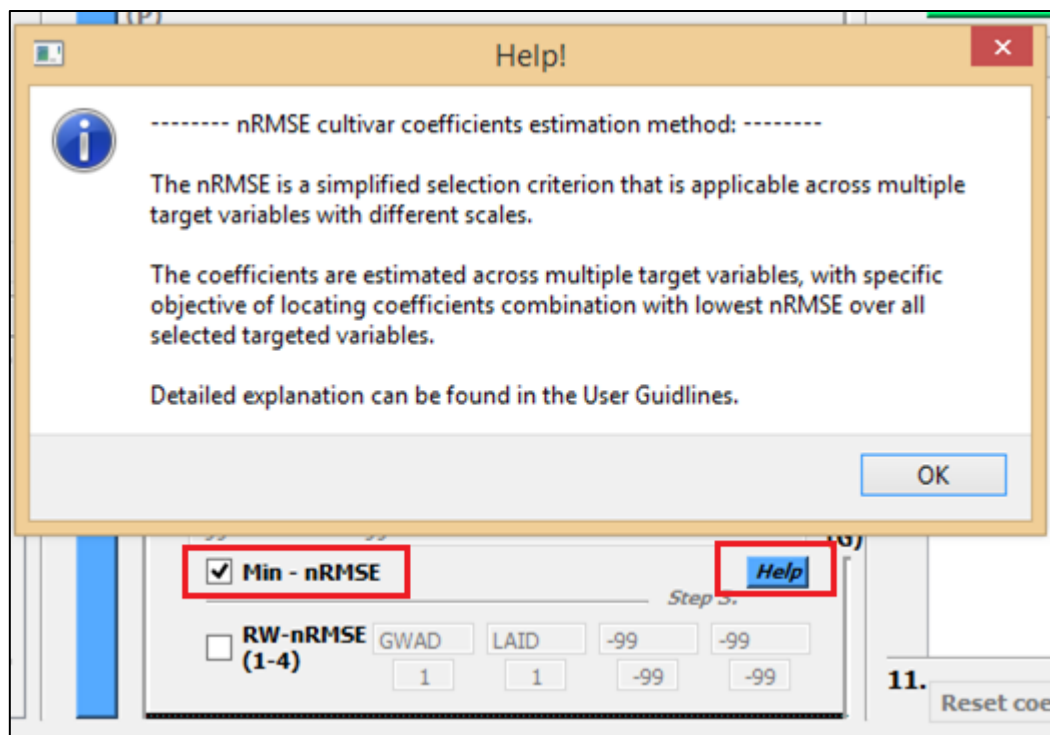 (P)
Help!
-------- nRMSE cultivar coefficients estimation method: --------
The nRMSE is a simplified selection criterion that is applicable across multiple
target variables with different scales.
The coefficients are estimated across multiple target variables, with specific
objective of locating coefficients combination with lowest nRMSE over all
selected targeted variables.
Detailed explanation can be found in the User Guidlines.
OK
(G)
Min - nRMSE
Help
Step 3.
RW-nRMSE GWAD LAID -99 -99
(1-4) 1 1 -99 -99
11.
Reset coe